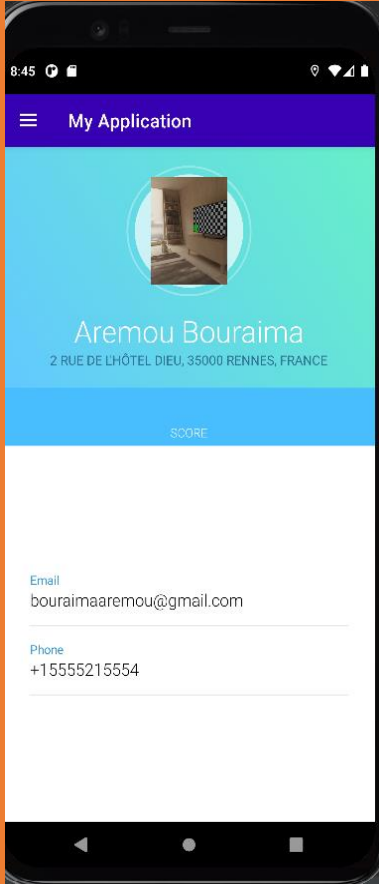 8:45
My Application
Aremou Bouraima
2 RUE DE L'HÔTEL DIEU, 35000 RENNES, FRANCE
SCORE
Email
bouraimaaremou@gmail.com
Phone
+15555215554